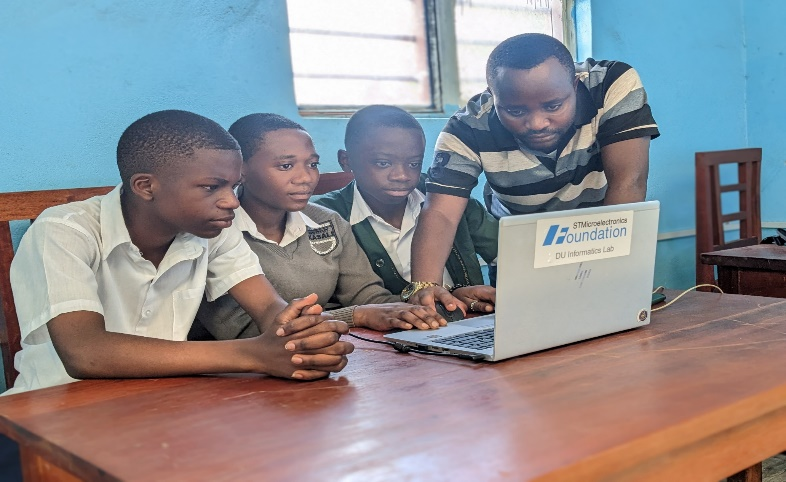 STMicroelectronics
Foundation
DU Informatics Lab